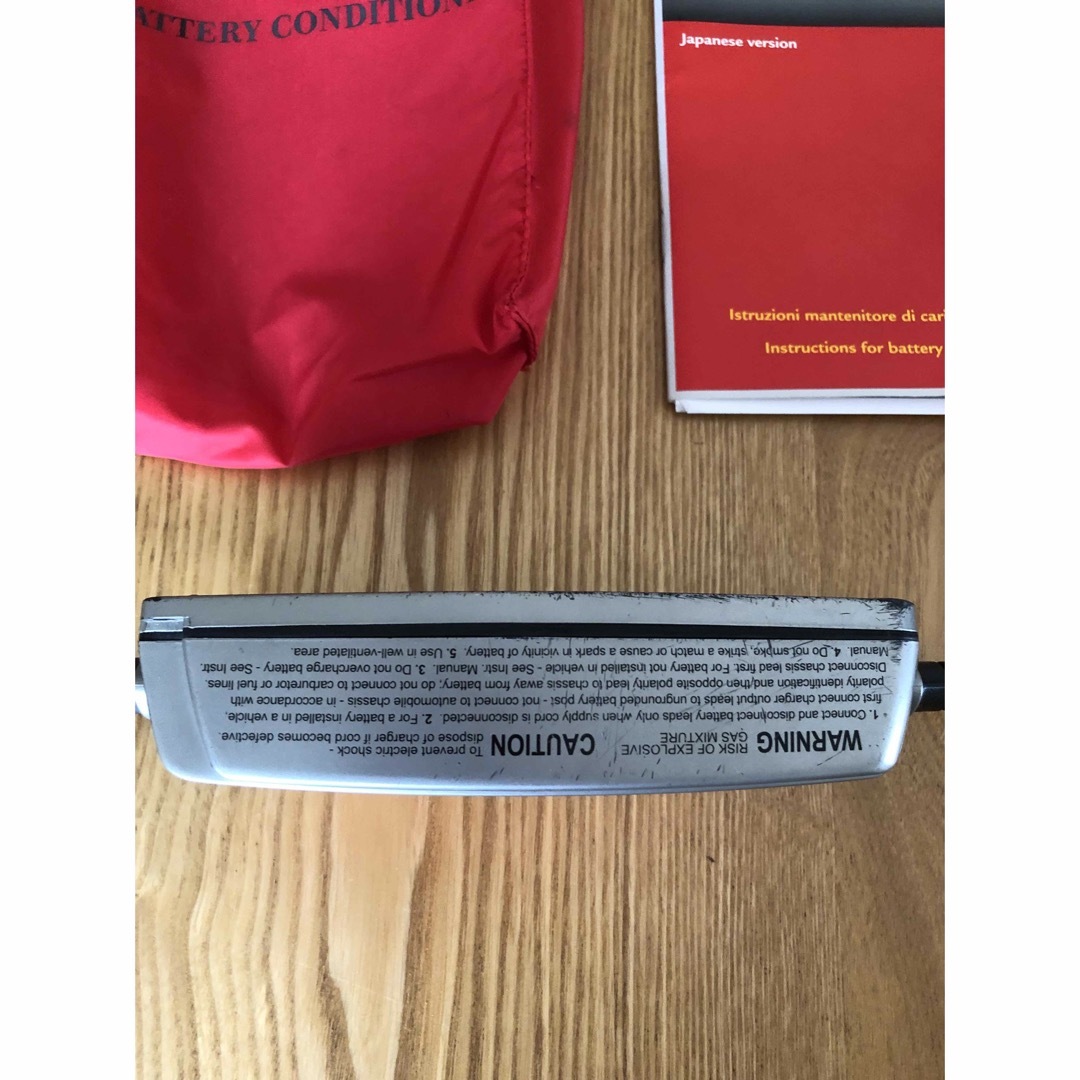 ATTERY CONDITION
Japanese version
Istruzioni mantenitore di cari
Instructions for battery
WARNING RISK OF EXPLOSIVE GAS MIXTURE
CAUTION To prevent electric shock - dispose of charger if cord becomes defective.
1. Connect and disconnect battery leads only when supply cord is disconnected. 2. For a battery installed in a vehicle,
first connect charger output leads to ungrounded battery post - not connect to automobile chassis - in accordance with
polarity identification and then opposite polarity lead to chassis away from battery; do not connect to carburetor or fuel lines
Disconnect chassis lead first. For battery not installed in vehicle - See Instr. Manual. 3. Do not overcharge battery - See Instr.
Manual. 4. Do not smoke, strike a match or cause a spark in vicinity of battery. 5. Use in well-ventilated area.